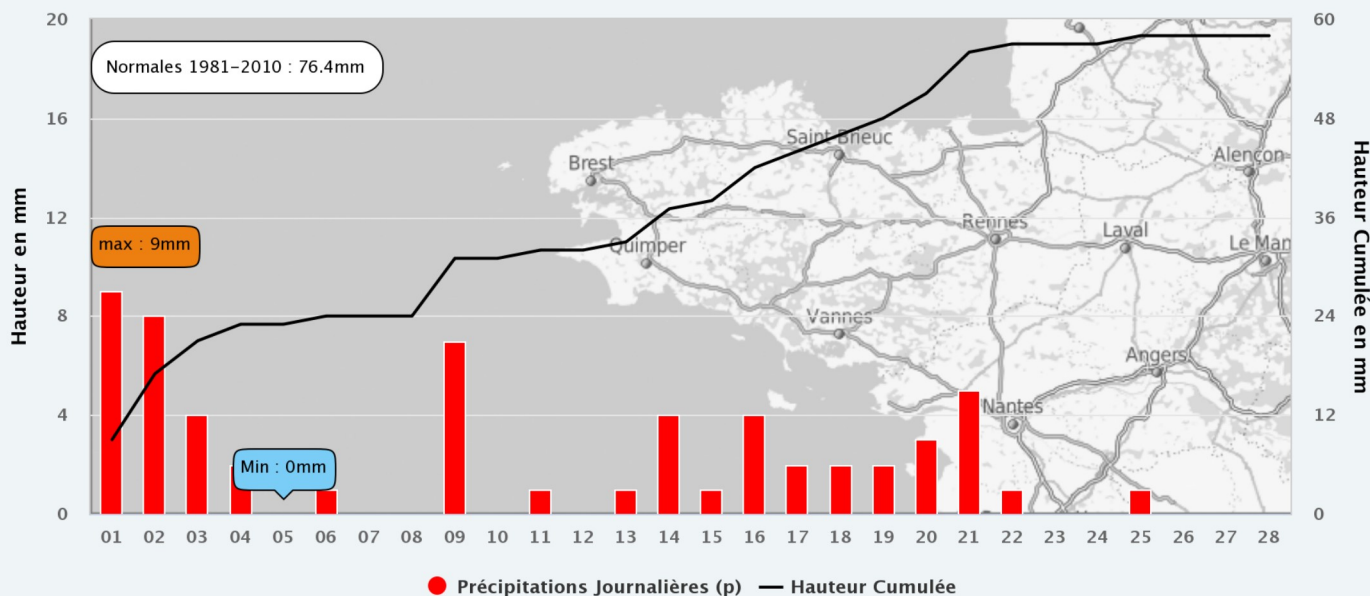 20
60
Normales 1981-2010 : 76.4mm
16
48
Saint-Brieuc
Brest
Alençon
Hauteur en mm
Hauteur Cumulée en mm
12
36
max : 9mm
Quimper
Rennes
Laval
Le Man
8
24
Vannes
Angers
4
12
Nantes
Min : 0mm
0
0
01 02 03 04 05 06 07 08 09 10 11 12 13 14 15 16 17 18 19 20 21 22 23 24 25 26 27 28
Précipitations Journalières (p) Hauteur Cumulée